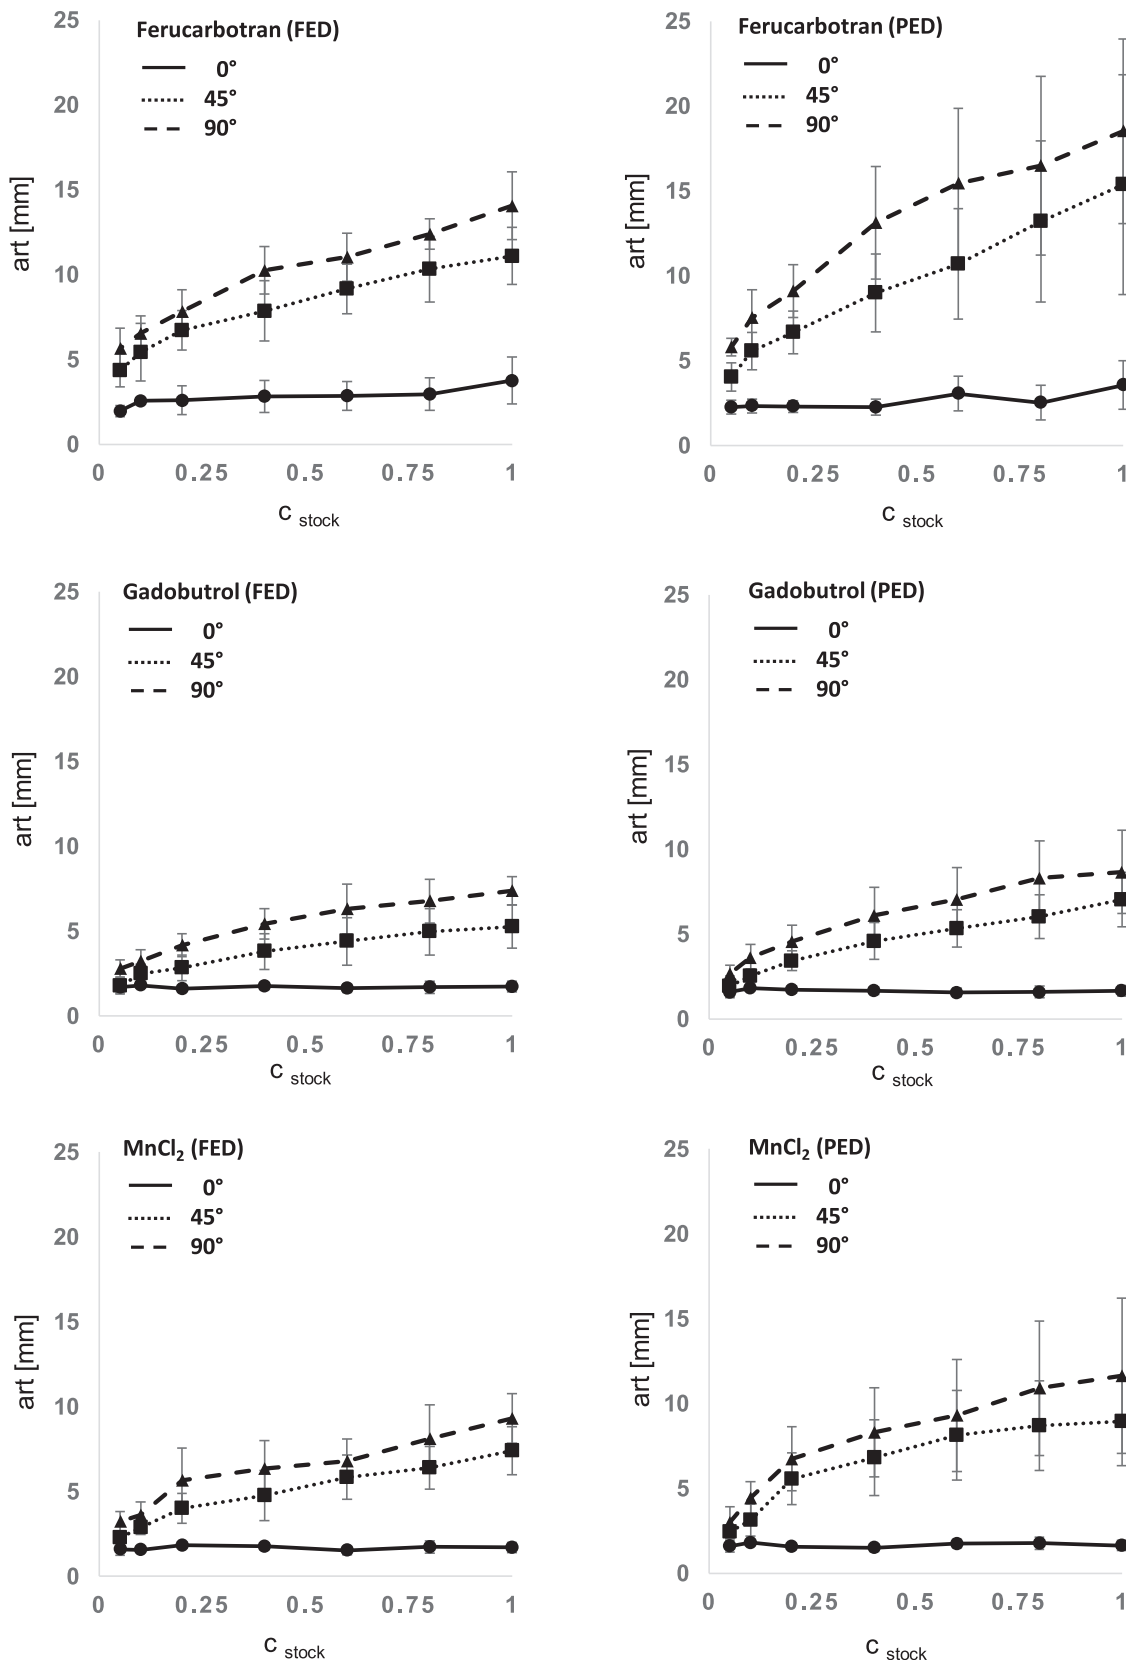 Ferucarbotran (FED)
0°
45°
90°
25
20
15
10
5
0
art [mm]
0 0.25 0.5 0.75 1
c stock
Ferucarbotran (PED)
0°
45°
90°
25
20
15
10
5
0
art [mm]
0 0.25 0.5 0.75 1
c stock
Gadobutrol (FED)
0°
45°
90°
25
20
15
10
5
0
art [mm]
0 0.25 0.5 0.75 1
c stock
Gadobutrol (PED)
0°
45°
90°
25
20
15
10
5
0
art [mm]
0 0.25 0.5 0.75 1
c stock
MnCl₂ (FED)
0°
45°
90°
25
20
15
10
5
0
art [mm]
0 0.25 0.5 0.75 1
c stock
MnCl₂ (PED)
0°
45°
90°
25
20
15
10
5
0
art [mm]
0 0.25 0.5 0.75 1
c stock